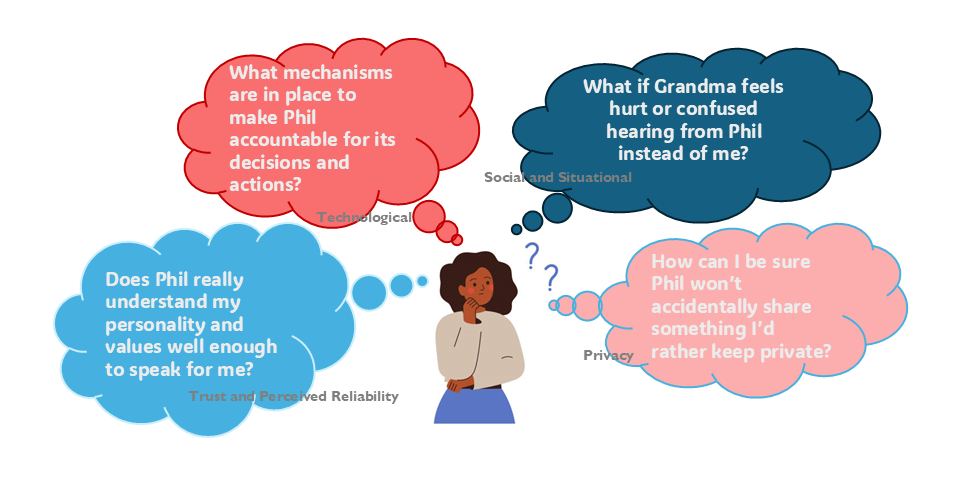 What mechanisms
are in place to
make Phil
accountable for its
decisions and
actions?
Technological
What if Grandma feels
hurt or confused
hearing from Phil
instead of me?
Social and Situational
Does Phil really
understand my
personality and
values well enough
to speak for me?
Trust and Perceived Reliability
?
?
How can I be sure
Phil won't
accidentally share
something I'd
rather keep private?
Privacy